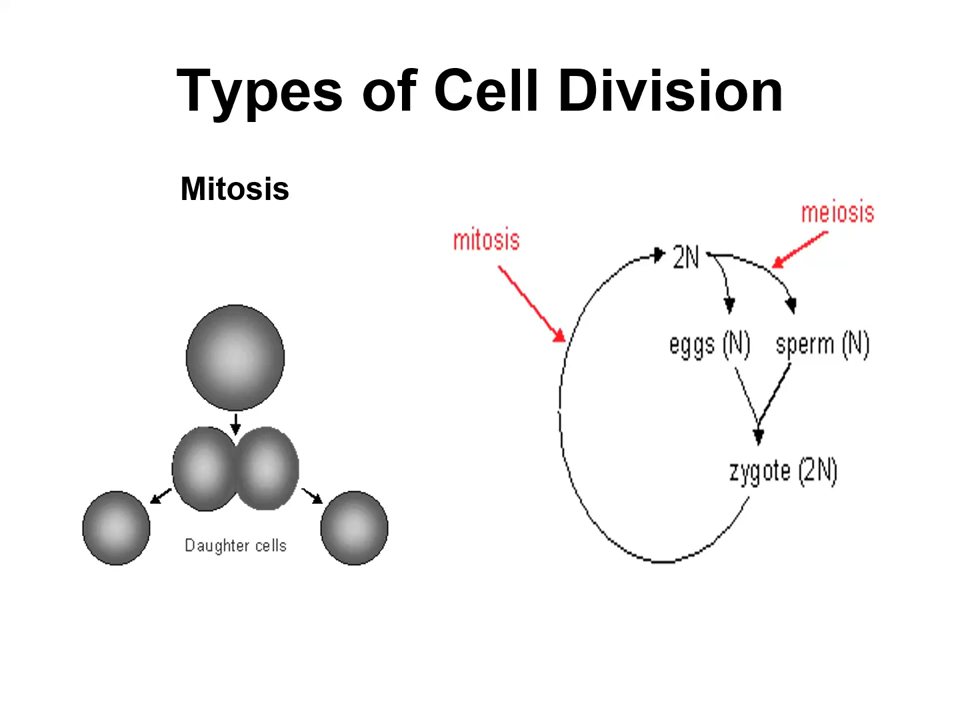 Types of Cell Division
Mitosis
Daughter cells
meiosis
mitosis
2N
eggs (N)
sperm (N)
zygote (2N)